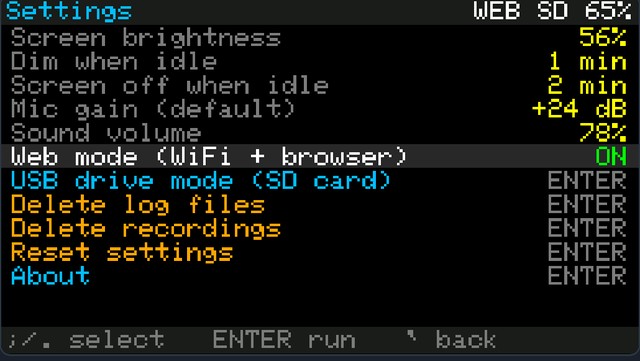 Settings WEB SD 65%
Screen brightness 56%
Dim when idle 1 min
Screen off when idle 2 min
Mic gain (default) +24 dB
Sound volume 78%
Web mode (WiFi + browser) ON
USB drive mode (SD card) ENTER
Delete log files ENTER
Delete recordings ENTER
Reset settings ENTER
About ENTER
;/. select ENTER run ` back